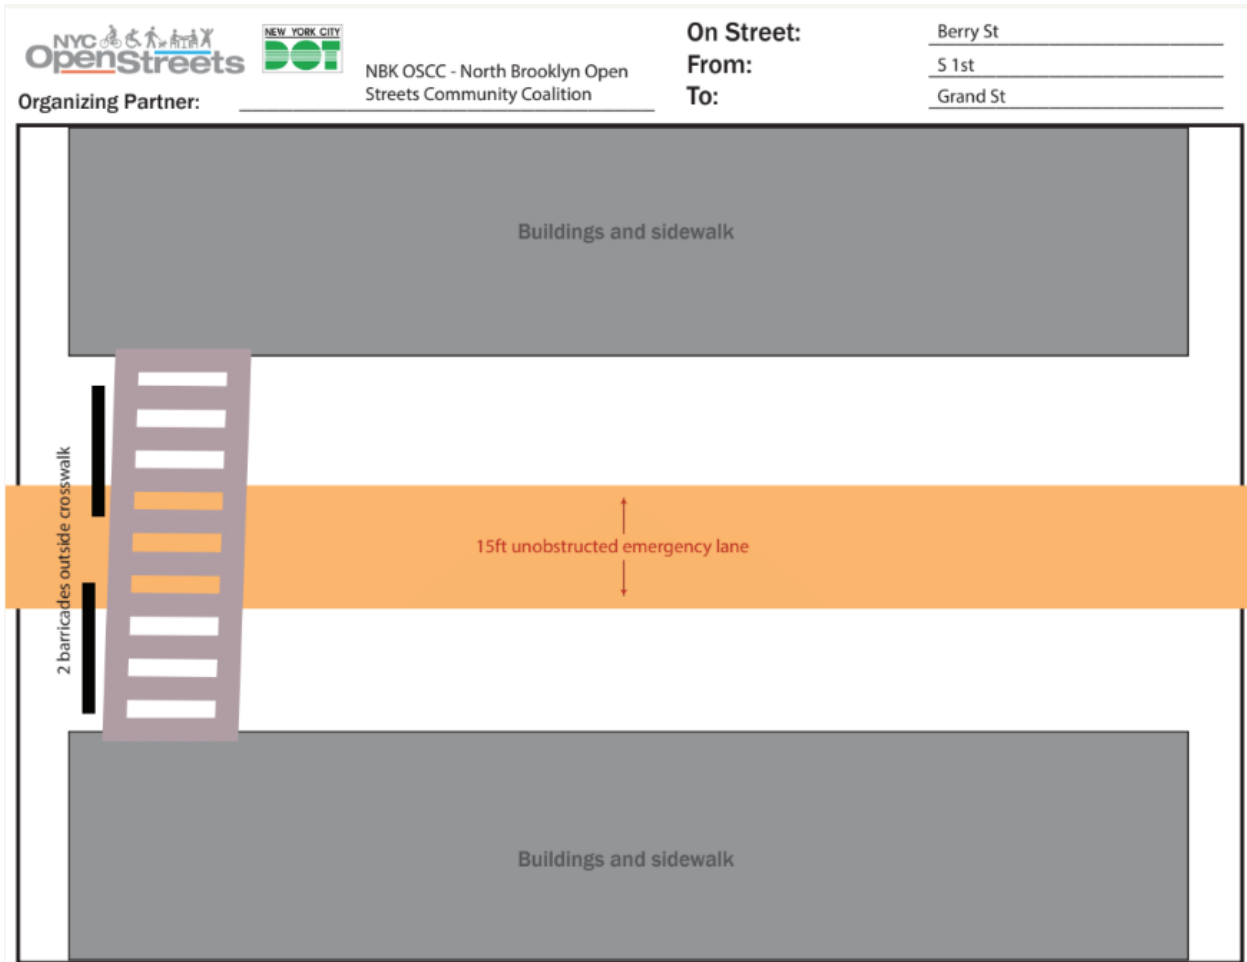 NYC
OpenStreets
NEW YORK CITY
DOT
Organizing Partner:
NBK OSCC - North Brooklyn Open
Streets Community Coalition
On Street: Berry St
From: S 1st
To: Grand St
Buildings and sidewalk
2 barricades outside crosswalk
15ft unobstructed emergency lane
Buildings and sidewalk